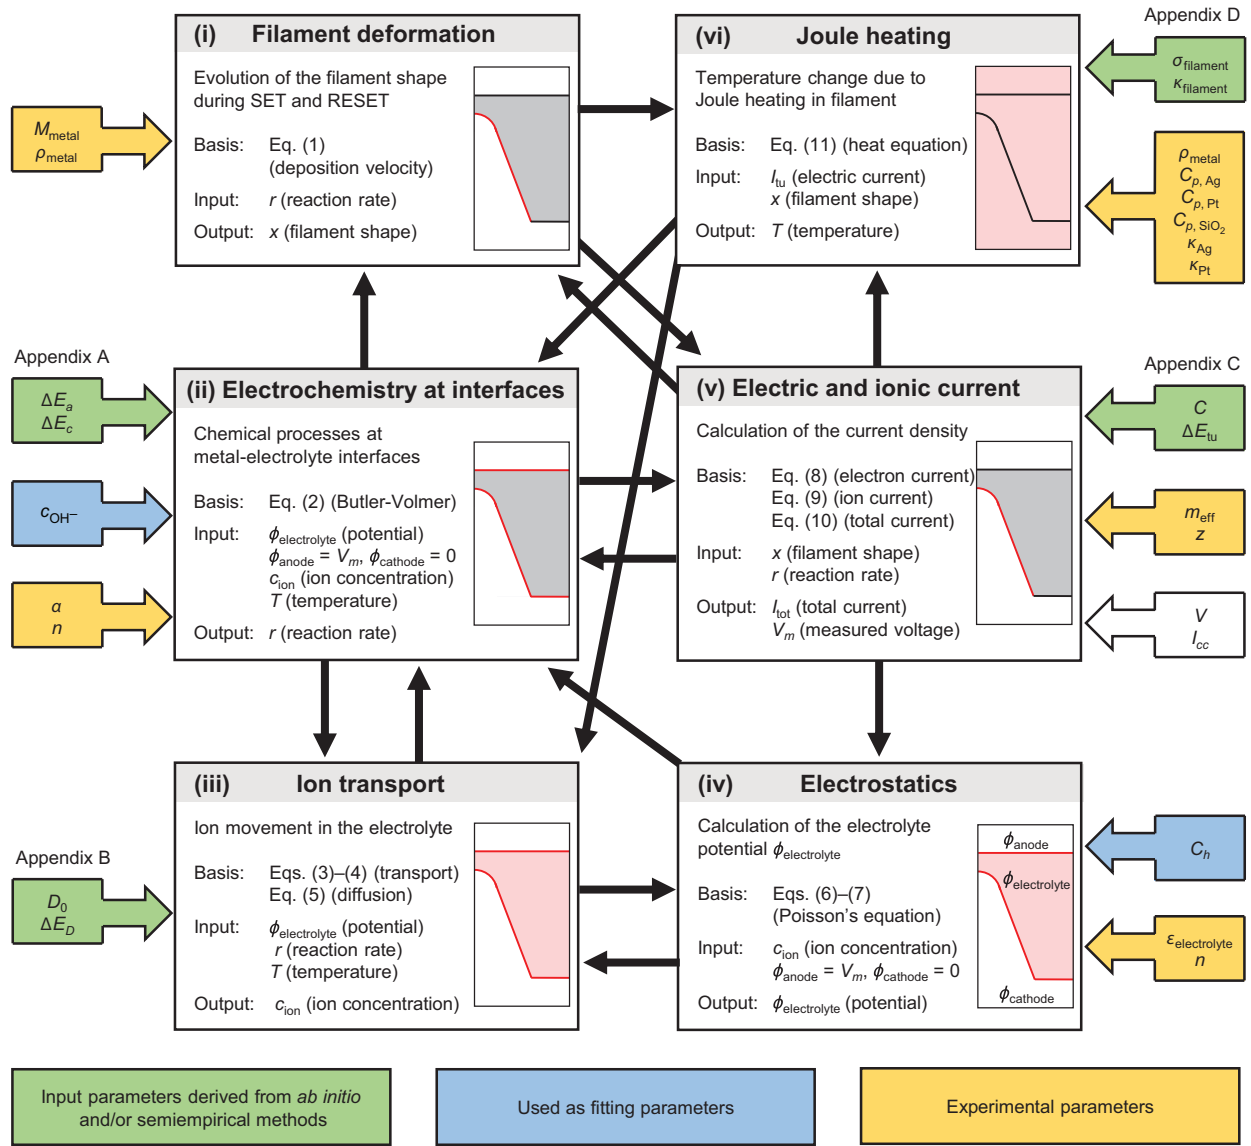 (i) Filament deformation
Evolution of the filament shape
during SET and RESET
Basis: Eq. (1)
(deposition velocity)
Input: r (reaction rate)
Output: x (filament shape)
M_metal
ρ_metal
(vi) Joule heating
Temperature change due to
Joule heating in filament
Basis: Eq. (11) (heat equation)
Input: I_tu (electric current)
x (filament shape)
Output: T (temperature)
Appendix D
σ_filament
κ_filament
ρ_metal
C_p, Ag
C_p, Pt
C_p, SiO₂
κ_Ag
κ_Pt
Appendix A
ΔE_a
ΔE_c
c_OH⁻
α
n
(ii) Electrochemistry at interfaces
Chemical processes at
metal-electrolyte interfaces
Basis: Eq. (2) (Butler-Volmer)
Input: ϕ_electrolyte (potential)
ϕ_anode = V_m, ϕ_cathode = 0
c_ion (ion concentration)
T (temperature)
Output: r (reaction rate)
(v) Electric and ionic current
Calculation of the current density
Basis: Eq. (8) (electron current)
Eq. (9) (ion current)
Eq. (10) (total current)
Input: x (filament shape)
r (reaction rate)
Output: I_tot (total current)
V_m (measured voltage)
Appendix C
C
ΔE_tu
m_eff
z
V
I_cc
Appendix B
D₀
ΔE_D
(iii) Ion transport
Ion movement in the electrolyte
Basis: Eqs. (3)–(4) (transport)
Eq. (5) (diffusion)
Input: ϕ_electrolyte (potential)
r (reaction rate)
T (temperature)
Output: c_ion (ion concentration)
(iv) Electrostatics
Calculation of the electrolyte
potential ϕ_electrolyte
Basis: Eqs. (6)–(7)
(Poisson's equation)
Input: c_ion (ion concentration)
ϕ_anode = V_m, ϕ_cathode = 0
Output: ϕ_electrolyte (potential)
ϕ_anode
ϕ_electrolyte
ϕ_cathode
C_h
ε_electrolyte
n
Input parameters derived from ab initio
and/or semiempirical methods
Used as fitting parameters
Experimental parameters